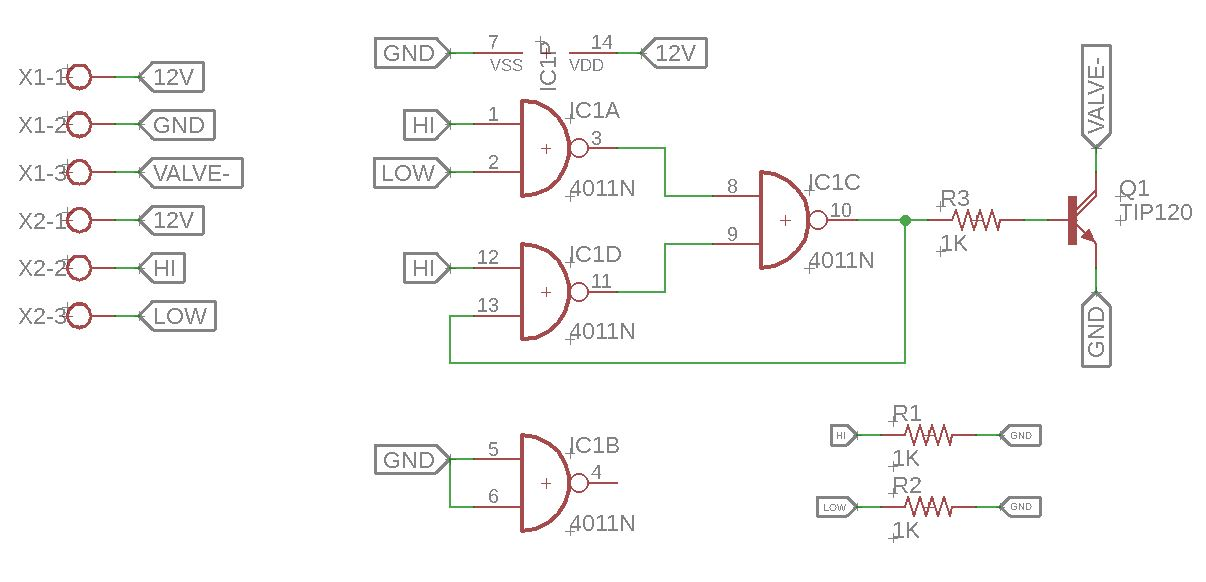 X1-1 12V
X1-2 GND
X1-3 VALVE-
X2-1 12V
X2-2 HI
X2-3 LOW
GND 7 VSS IC1P 14 VDD 12V
HI 1 IC1A
LOW 2 3
4011N
HI 12 IC1D
13 11
4011N
8 IC1C
9 10
4011N
R3
1K
VALVE-
Q1
TIP120
GND
GND 5 IC1B
6 4
4011N
R1
HI GND
1K
R2
LOW GND
1K